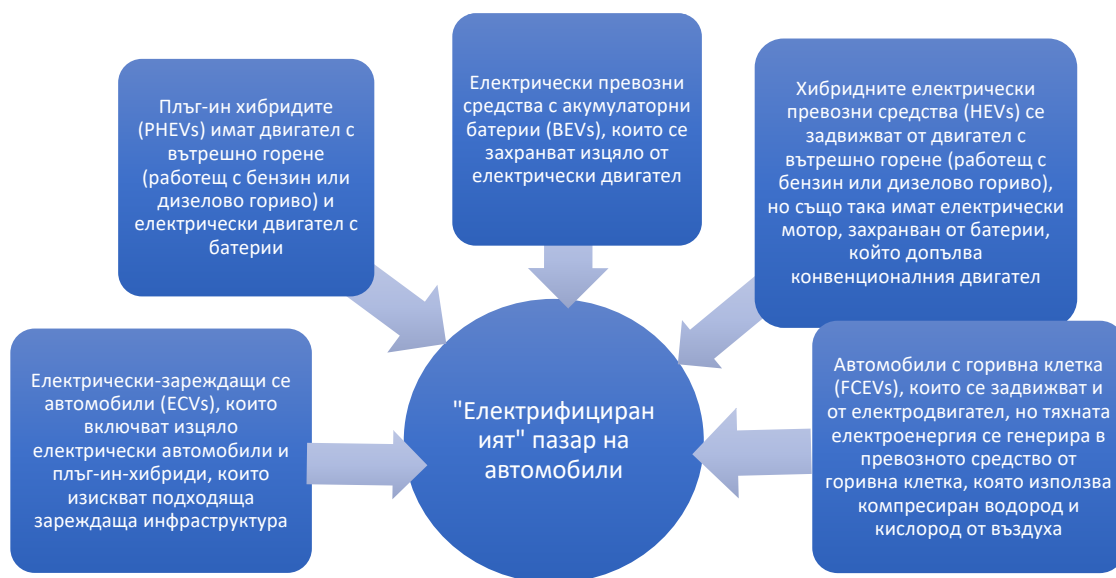 Електрически-зареждащи се
автомобили (ECVs), които
включват изцяло
електрически автомобили и
плъг-ин-хибриди, които
изискват подходяща
зареждаща инфраструктура
Плъг-ин хибридите
(PHEVs) имат двигател с
вътрешно горене
(работещ с бензин или
дизелово гориво) и
електрически двигател с
батерии
Електрически превозни
средства с акумулаторни
батерии (BEVs), които се
захранват изцяло от
електрически двигател
Хибридните електрически
превозни средства (HEVs) се
задвижват от двигател с
вътрешно горене (работещ с
бензин или дизелово гориво),
но също така имат електрически
мотор, захранван от батерии,
който допълва
конвенционалния двигател
Автомобили с горивна клетка
(FCEVs), които се задвижват и
от електродвигател, но тяхната
електроенергия се генерира в
превозното средство от
горивна клетка, която използва
компресиран водород и
кислород от въздуха
"Електрифициран
ият" пазар на
автомобили